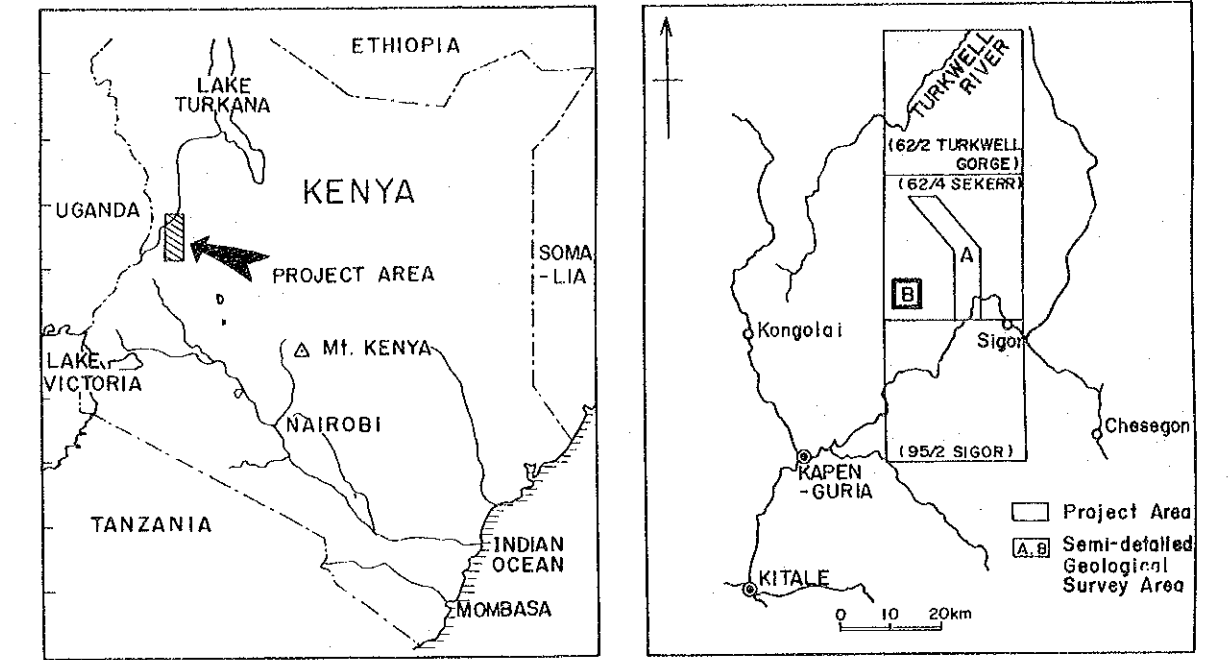 ETHIOPIA
LAKE
TURKANA
KENYA
UGANDA
SOMA
-LIA
PROJECT AREA
Mt. KENYA
LAKE
VICTORIA
NAIROBI
TANZANIA
INDIAN
OCEAN
MOMBASA
TURKWELL
RIVER
(62/2 TURKWELL
GORGE)
(62/4 SEKERR)
A
B
Kongolai
Sigor
Chesegon
(95/2 SIGOR)
KAPEN
-GURIA
Project Area
A,B Semi-detailed
Geological
Survey Area
KITALE
0 10 20km